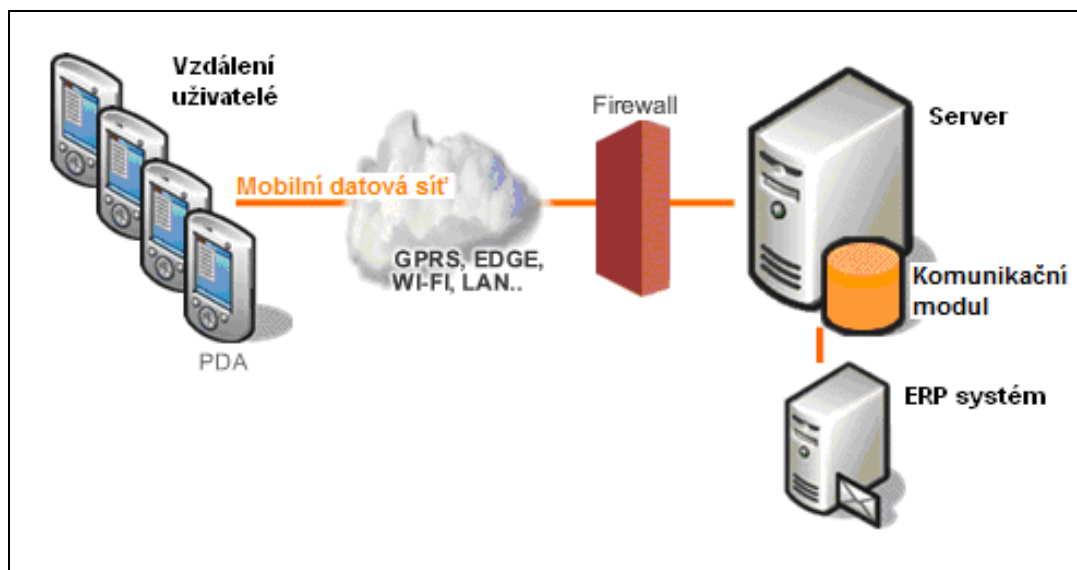 Vzdálení
uživatelé
Mobilní datová síť
GPRS, EDGE,
WI-FI, LAN..
PDA
Firewall
Server
Komunikační
modul
ERP systém